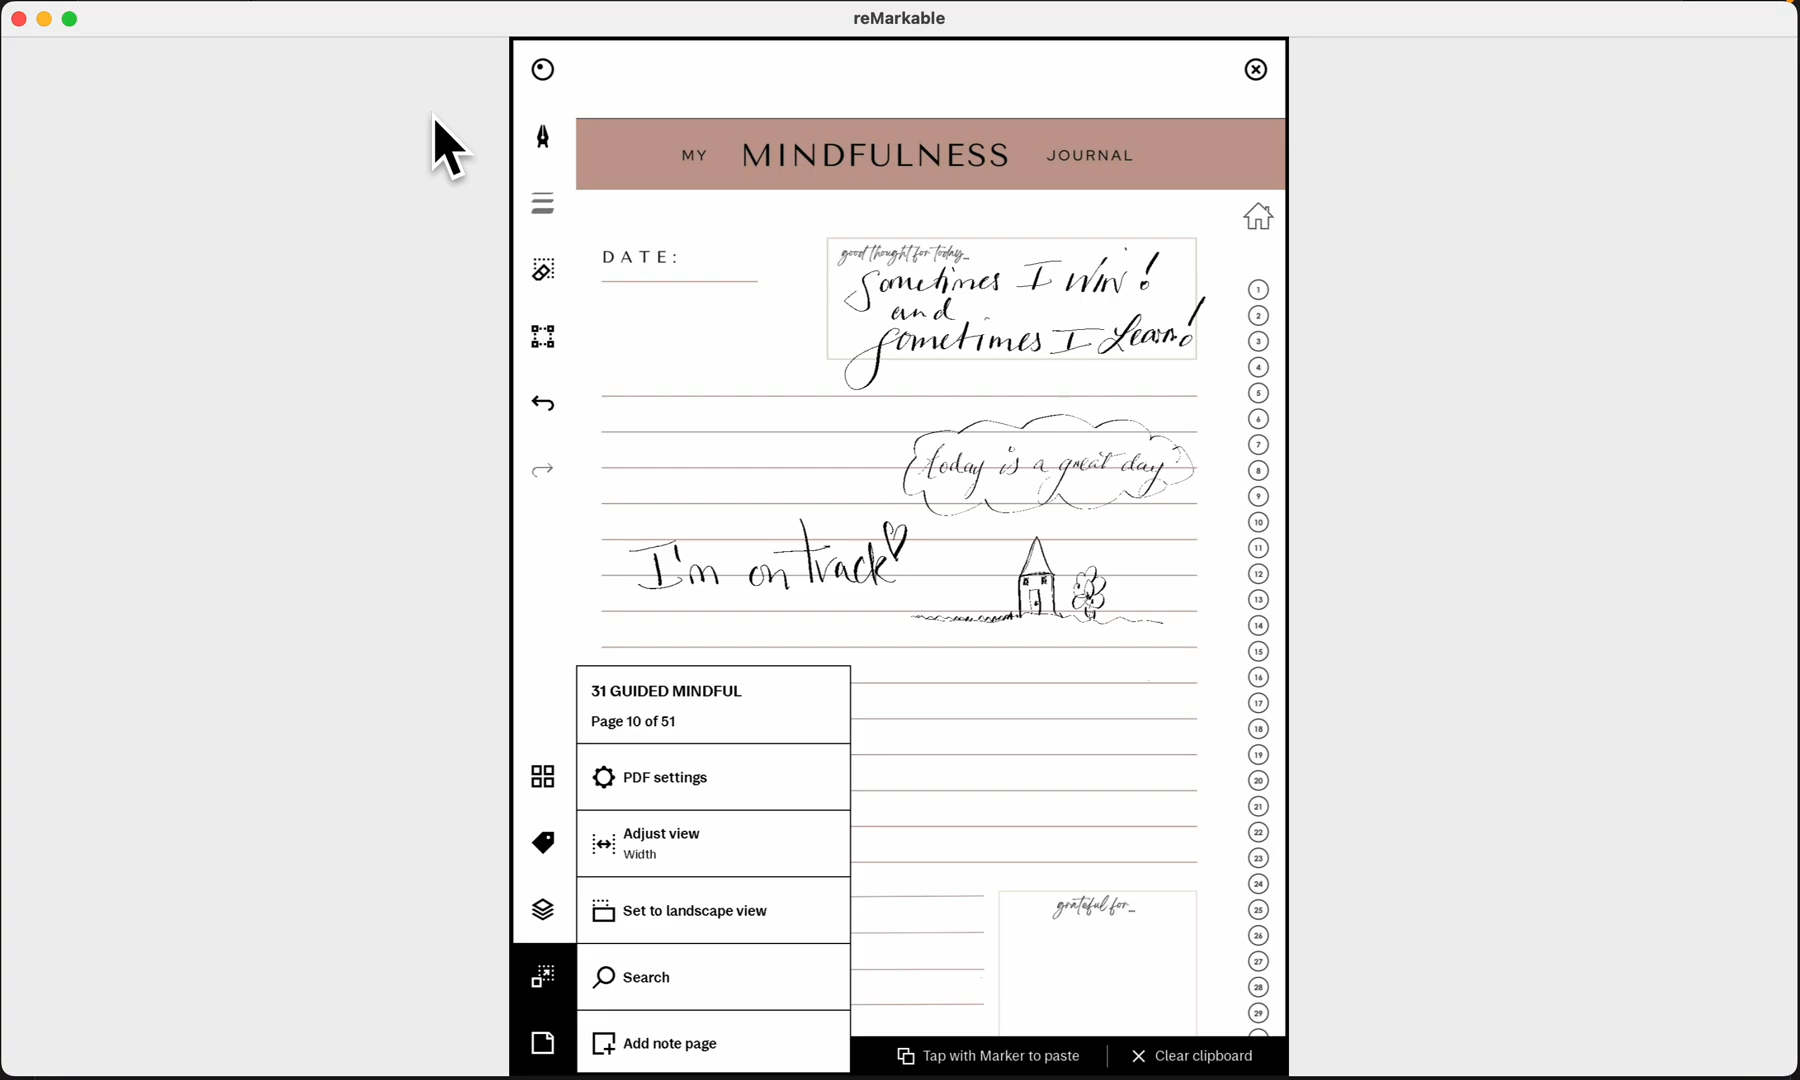 reMarkable
MY MINDFULNESS JOURNAL
DATE:
good thought for today...
Sometimes I Win!
and
Sometimes I Learn!
today is a great day
I'm on track
31 GUIDED MINDFUL
Page 10 of 51
PDF settings
Adjust view
Width
Set to landscape view
Search
Add note page
grateful for...
Tap with Marker to paste
Clear clipboard
1
2
3
4
5
6
7
8
9
10
11
12
13
14
15
16
17
18
19
20
21
22
23
24
25
26
27
28
29